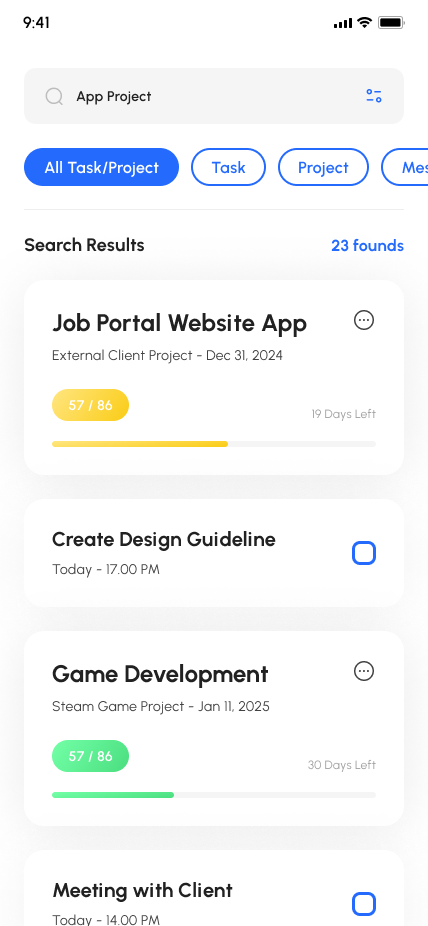 9:41
App Project
All Task/Project Task Project Mes
Search Results 23 founds
Job Portal Website App
External Client Project - Dec 31, 2024
57 / 86
19 Days Left
Create Design Guideline
Today - 17.00 PM
Game Development
Steam Game Project - Jan 11, 2025
57 / 86
30 Days Left
Meeting with Client
Today - 14.00 PM